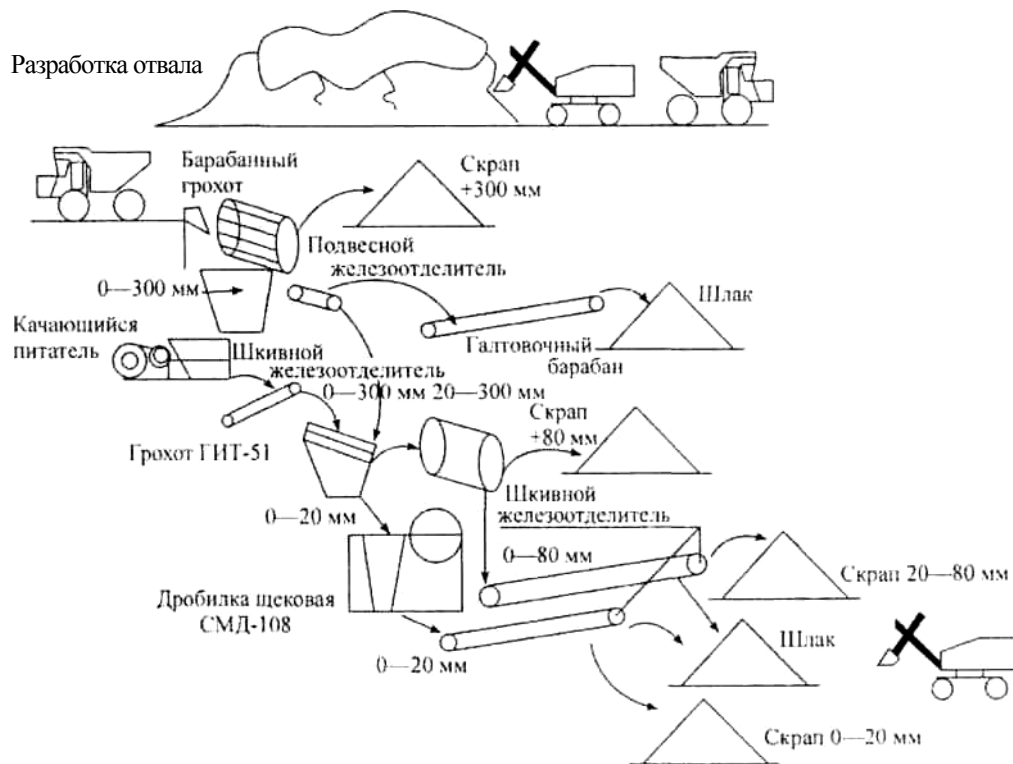 Разработка отвала
Барабанный
грохот
Скрап
+300 мм
Подвесной
железоотделитель
0—300 мм
Шлак
Качающийся
питатель
Шкивной
железоотделитель
Галтовочный
барабан
0—300 мм 20—300 мм
Скрап
+80 мм
Грохот ГИТ-51
Шкивной
железоотделитель
0—20 мм
0—80 мм
Скрап 20—80 мм
Дробилка щековая
СМД-108
Шлак
0—20 мм
Скрап 0—20 мм